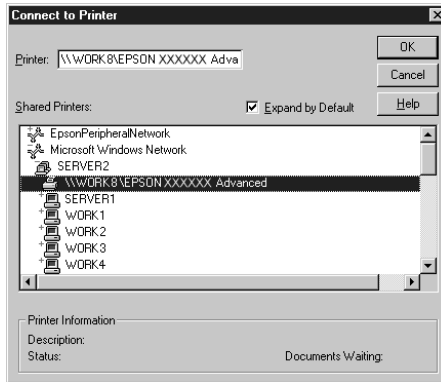 Connect to Printer
Printer: \\WORK8\EPSON XXXXXX Adva
OK
Cancel
Help
Shared Printers:
Expand by Default
EpsonPeripheralNetwork
Microsoft Windows Network
SERVER2
\\WORK8\EPSON XXXXXX Advanced
SERVER1
WORK1
WORK2
WORK3
WORK4
Printer Information
Description:
Status: Documents Waiting: